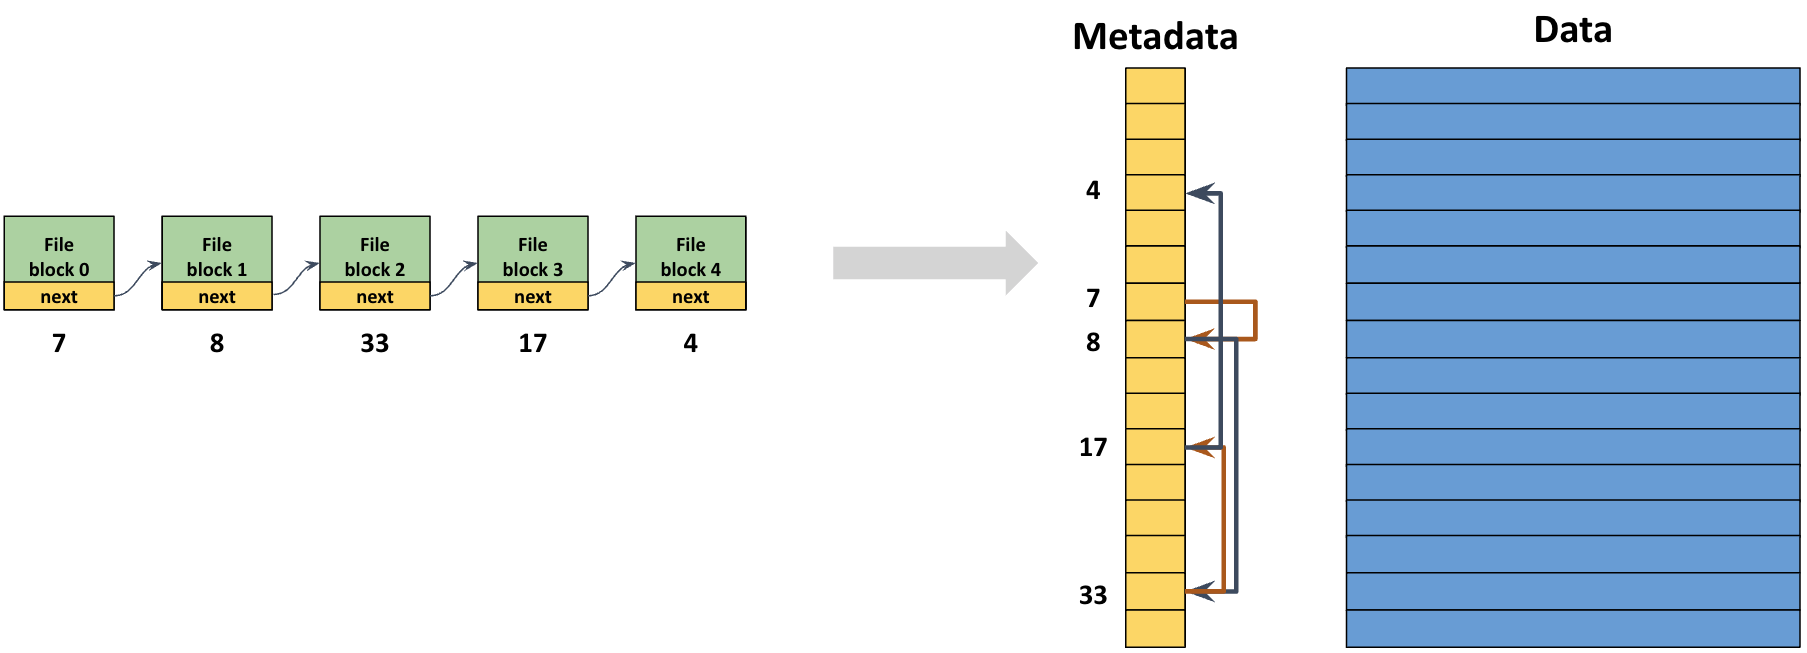 Metadata
Data
File
block 0
next
7
File
block 1
next
8
File
block 2
next
33
File
block 3
next
17
File
block 4
next
4
4
7
8
17
33